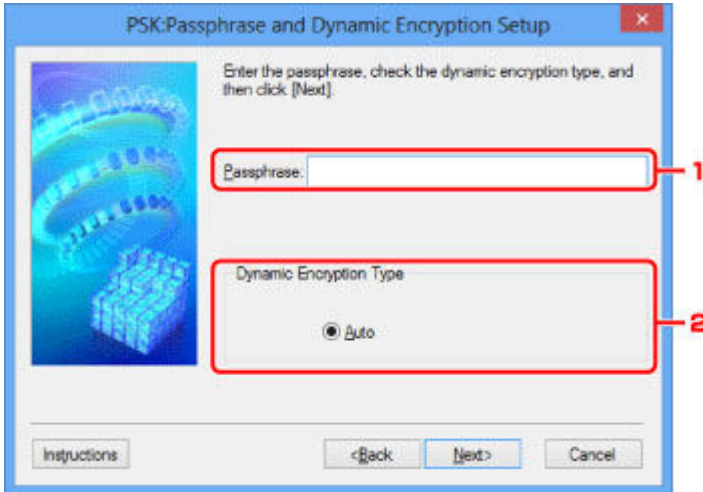 PSK:Passphrase and Dynamic Encryption Setup
Enter the passphrase, check the dynamic encryption type, and
then click [Next].
Passphrase:
1
Dynamic Encryption Type
Auto
2
Instructions
<Back
Next>
Cancel